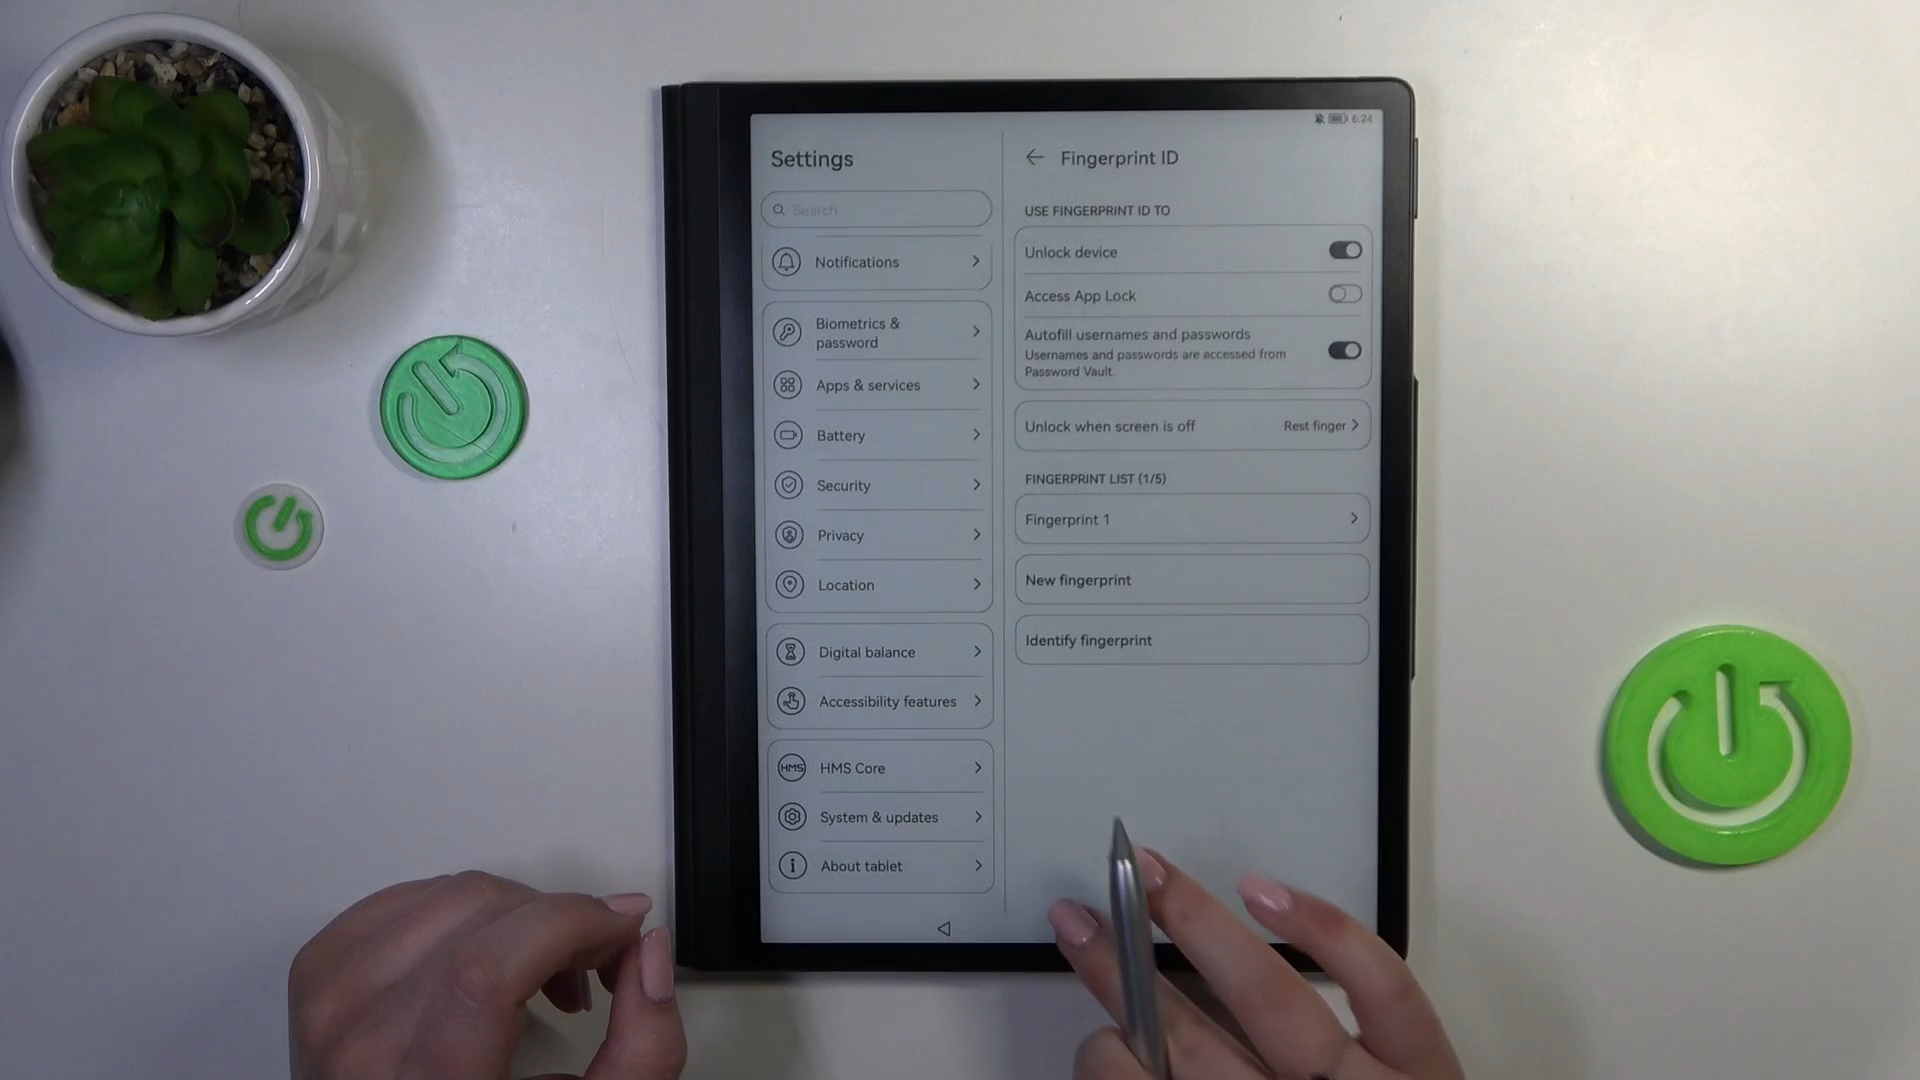 6:24
Settings
Search
Notifications
Biometrics &
password
Apps & services
Battery
Security
Privacy
Location
Digital balance
Accessibility features
HMS
HMS Core
System & updates
About tablet
Fingerprint ID
USE FINGERPRINT ID TO
Unlock device
Access App Lock
Autofill usernames and passwords
Usernames and passwords are accessed from
Password Vault.
Unlock when screen is off
Rest finger
FINGERPRINT LIST (1/5)
Fingerprint 1
New fingerprint
Identify fingerprint